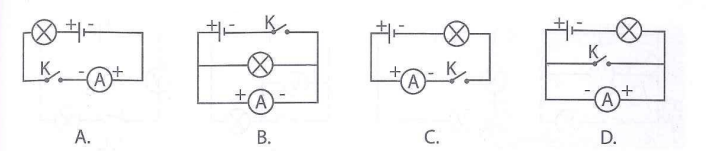 + - K - A +
A.
+ - K + A -
B.
+ - + A - K
C.
+ - K - A +
D.